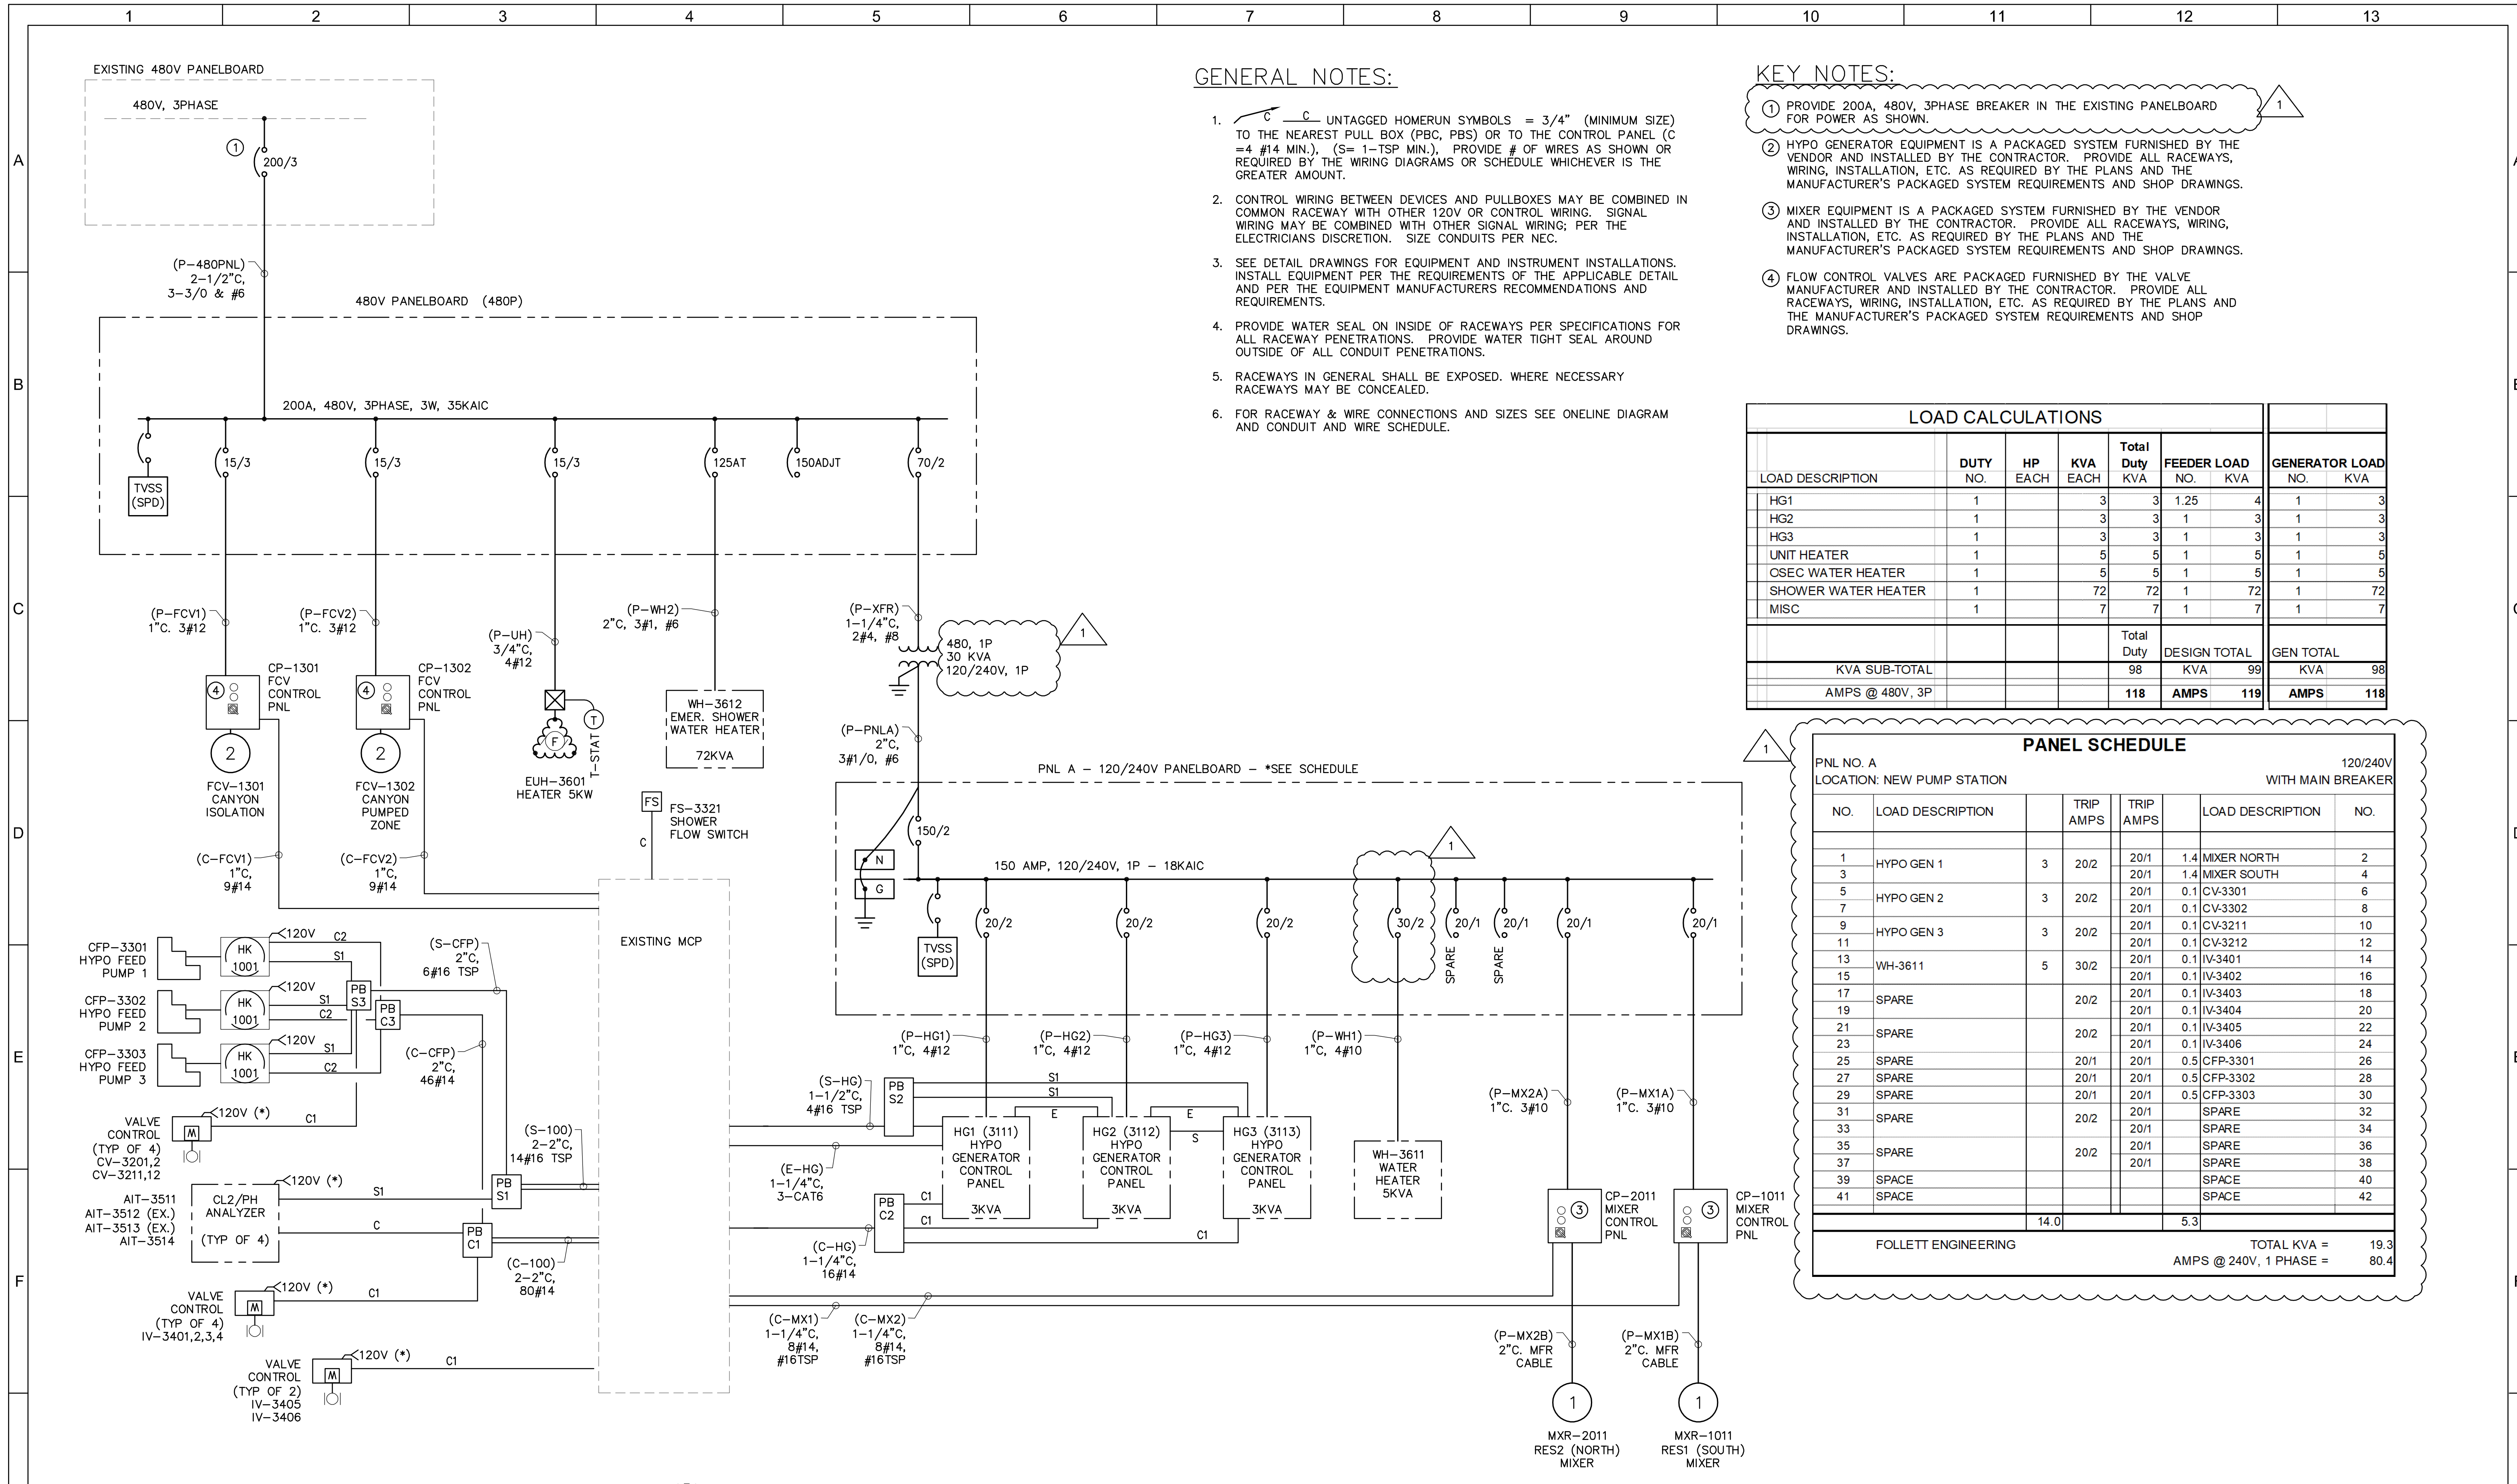 1 2 3 4 5 6 7 8 9 10 11 12 13
A
B
C
D
E
F
EXISTING 480V PANELBOARD
480V, 3PHASE
1
200/3
(P-480PNL)
2-1/2"C,
3-3/0 & #6
480V PANELBOARD (480P)
200A, 480V, 3PHASE, 3W, 35KAIC
TVSS
(SPD)
15/3
15/3
15/3
125AT
150ADJT
70/2
(P-FCV1)
1"C. 3#12
(P-FCV2)
1"C. 3#12
(P-UH)
3/4"C,
4#12
(P-WH2)
2"C, 3#1, #6
(P-XFR)
1-1/4"C,
2#4, #8
480, 1P
30 KVA
120/240V, 1P
1
CP-1301
FCV
CONTROL
PNL
4
2
FCV-1301
CANYON
ISOLATION
CP-1302
FCV
CONTROL
PNL
4
2
FCV-1302
CANYON
PUMPED
ZONE
T
T-STAT
F
EUH-3601
HEATER 5KW
WH-3612
EMER. SHOWER
WATER HEATER
72KVA
(P-PNLA)
2"C,
3#1/0, #6
FS
FS-3321
SHOWER
FLOW SWITCH
C
(C-FCV1)
1"C,
9#14
(C-FCV2)
1"C,
9#14
EXISTING MCP
PNL A - 120/240V PANELBOARD - *SEE SCHEDULE
150/2
N
G
150 AMP, 120/240V, 1P - 18KAIC
TVSS
(SPD)
20/2
20/2
20/2
30/2
1
20/1
SPARE
20/1
SPARE
20/1
20/1
CFP-3301
HYPO FEED
PUMP 1
HK
1001
120V
C2
S1
CFP-3302
HYPO FEED
PUMP 2
HK
1001
120V
S1
C2
CFP-3303
HYPO FEED
PUMP 3
HK
1001
120V
S1
C2
PB
S3
PB
C3
(S-CFP)
2"C,
6#16 TSP
(C-CFP)
2"C,
46#14
VALVE
CONTROL
(TYP OF 4)
CV-3201,2
CV-3211,12
M
120V (*)
C1
(S-100)
2-2"C,
14#16 TSP
AIT-3511
AIT-3512 (EX.)
AIT-3513 (EX.)
AIT-3514
CL2/PH
ANALYZER
(TYP OF 4)
120V (*)
S1
C
PB
S1
PB
C1
(C-100)
2-2"C,
80#14
VALVE
CONTROL
(TYP OF 4)
IV-3401,2,3,4
M
120V (*)
C1
VALVE
CONTROL
(TYP OF 2)
IV-3405
IV-3406
M
120V (*)
C1
(P-HG1)
1"C, 4#12
(P-HG2)
1"C, 4#12
(P-HG3)
1"C, 4#12
(P-WH1)
1"C, 4#10
(S-HG)
1-1/2"C,
4#16 TSP
PB
S2
S1
S1
E
E
S
(E-HG)
1-1/4"C,
3-CAT6
HG1 (3111)
HYPO
GENERATOR
CONTROL
PANEL
3KVA
HG2 (3112)
HYPO
GENERATOR
CONTROL
PANEL
3KVA
HG3 (3113)
HYPO
GENERATOR
CONTROL
PANEL
3KVA
WH-3611
WATER
HEATER
5KVA
PB
C2
C1
C1
C1
(C-HG)
1-1/4"C,
16#14
(C-MX1)
1-1/4"C,
8#14,
#16TSP
(C-MX2)
1-1/4"C,
8#14,
#16TSP
(P-MX2A)
1"C. 3#10
(P-MX1A)
1"C. 3#10
3
CP-2011
MIXER
CONTROL
PNL
3
CP-1011
MIXER
CONTROL
PNL
(P-MX2B)
2"C. MFR
CABLE
(P-MX1B)
2"C. MFR
CABLE
1
MXR-2011
RES2 (NORTH)
MIXER
1
MXR-1011
RES1 (SOUTH)
MIXER
GENERAL NOTES:
1. C C UNTAGGED HOMERUN SYMBOLS = 3/4" (MINIMUM SIZE)
TO THE NEAREST PULL BOX (PBC, PBS) OR TO THE CONTROL PANEL (C
=4 #14 MIN.), (S= 1-TSP MIN.), PROVIDE # OF WIRES AS SHOWN OR
REQUIRED BY THE WIRING DIAGRAMS OR SCHEDULE WHICHEVER IS THE
GREATER AMOUNT.
2. CONTROL WIRING BETWEEN DEVICES AND PULLBOXES MAY BE COMBINED IN
COMMON RACEWAY WITH OTHER 120V OR CONTROL WIRING. SIGNAL
WIRING MAY BE COMBINED WITH OTHER SIGNAL WIRING; PER THE
ELECTRICIANS DISCRETION. SIZE CONDUITS PER NEC.
3. SEE DETAIL DRAWINGS FOR EQUIPMENT AND INSTRUMENT INSTALLATIONS.
INSTALL EQUIPMENT PER THE REQUIREMENTS OF THE APPLICABLE DETAIL
AND PER THE EQUIPMENT MANUFACTURERS RECOMMENDATIONS AND
REQUIREMENTS.
4. PROVIDE WATER SEAL ON INSIDE OF RACEWAYS PER SPECIFICATIONS FOR
ALL RACEWAY PENETRATIONS. PROVIDE WATER TIGHT SEAL AROUND
OUTSIDE OF ALL CONDUIT PENETRATIONS.
5. RACEWAYS IN GENERAL SHALL BE EXPOSED. WHERE NECESSARY
RACEWAYS MAY BE CONCEALED.
6. FOR RACEWAY & WIRE CONNECTIONS AND SIZES SEE ONELINE DIAGRAM
AND CONDUIT AND WIRE SCHEDULE.
KEY NOTES:
1 PROVIDE 200A, 480V, 3PHASE BREAKER IN THE EXISTING PANELBOARD
FOR POWER AS SHOWN.
1
2 HYPO GENERATOR EQUIPMENT IS A PACKAGED SYSTEM FURNISHED BY THE
VENDOR AND INSTALLED BY THE CONTRACTOR. PROVIDE ALL RACEWAYS,
WIRING, INSTALLATION, ETC. AS REQUIRED BY THE PLANS AND THE
MANUFACTURER'S PACKAGED SYSTEM REQUIREMENTS AND SHOP DRAWINGS.
3 MIXER EQUIPMENT IS A PACKAGED SYSTEM FURNISHED BY THE VENDOR
AND INSTALLED BY THE CONTRACTOR. PROVIDE ALL RACEWAYS, WIRING,
INSTALLATION, ETC. AS REQUIRED BY THE PLANS AND THE
MANUFACTURER'S PACKAGED SYSTEM REQUIREMENTS AND SHOP DRAWINGS.
4 FLOW CONTROL VALVES ARE PACKAGED FURNISHED BY THE VALVE
MANUFACTURER AND INSTALLED BY THE CONTRACTOR. PROVIDE ALL
RACEWAYS, WIRING, INSTALLATION, ETC. AS REQUIRED BY THE PLANS AND
THE MANUFACTURER'S PACKAGED SYSTEM REQUIREMENTS AND SHOP
DRAWINGS.
LOAD CALCULATIONS
Total
DUTY HP KVA Duty FEEDER LOAD GENERATOR LOAD
LOAD DESCRIPTION NO. EACH EACH KVA NO. KVA NO. KVA
HG1 1 3 3 1.25 4 1 3
HG2 1 3 3 1 3 1 3
HG3 1 3 3 1 3 1 3
UNIT HEATER 1 5 5 1 5 1 5
OSEC WATER HEATER 1 5 5 1 5 1 5
SHOWER WATER HEATER 1 72 72 1 72 1 72
MISC 1 7 7 1 7 1 7
Total
Duty DESIGN TOTAL GEN TOTAL
KVA SUB-TOTAL 98 KVA 99 KVA 98
AMPS @ 480V, 3P 118 AMPS 119 AMPS 118
1
PANEL SCHEDULE
PNL NO. A 120/240V
LOCATION: NEW PUMP STATION WITH MAIN BREAKER
NO. LOAD DESCRIPTION TRIP AMPS TRIP AMPS LOAD DESCRIPTION NO.
1 HYPO GEN 1 3 20/2 20/1 1.4 MIXER NORTH 2
3 20/1 1.4 MIXER SOUTH 4
5 HYPO GEN 2 3 20/2 20/1 0.1 CV-3301 6
7 20/1 0.1 CV-3302 8
9 HYPO GEN 3 3 20/2 20/1 0.1 CV-3211 10
11 20/1 0.1 CV-3212 12
13 WH-3611 5 30/2 20/1 0.1 IV-3401 14
15 20/1 0.1 IV-3402 16
17 SPARE 20/2 20/1 0.1 IV-3403 18
19 20/1 0.1 IV-3404 20
21 SPARE 20/2 20/1 0.1 IV-3405 22
23 20/1 0.1 IV-3406 24
25 SPARE 20/1 20/1 0.5 CFP-3301 26
27 SPARE 20/1 20/1 0.5 CFP-3302 28
29 SPARE 20/1 20/1 0.5 CFP-3303 30
31 SPARE 20/2 20/1 SPARE 32
33 20/1 SPARE 34
35 SPARE 20/2 20/1 SPARE 36
37 20/1 SPARE 38
39 SPACE SPACE 40
41 SPACE SPACE 42
14.0 5.3
FOLLETT ENGINEERING TOTAL KVA = 19.3
AMPS @ 240V, 1 PHASE = 80.4